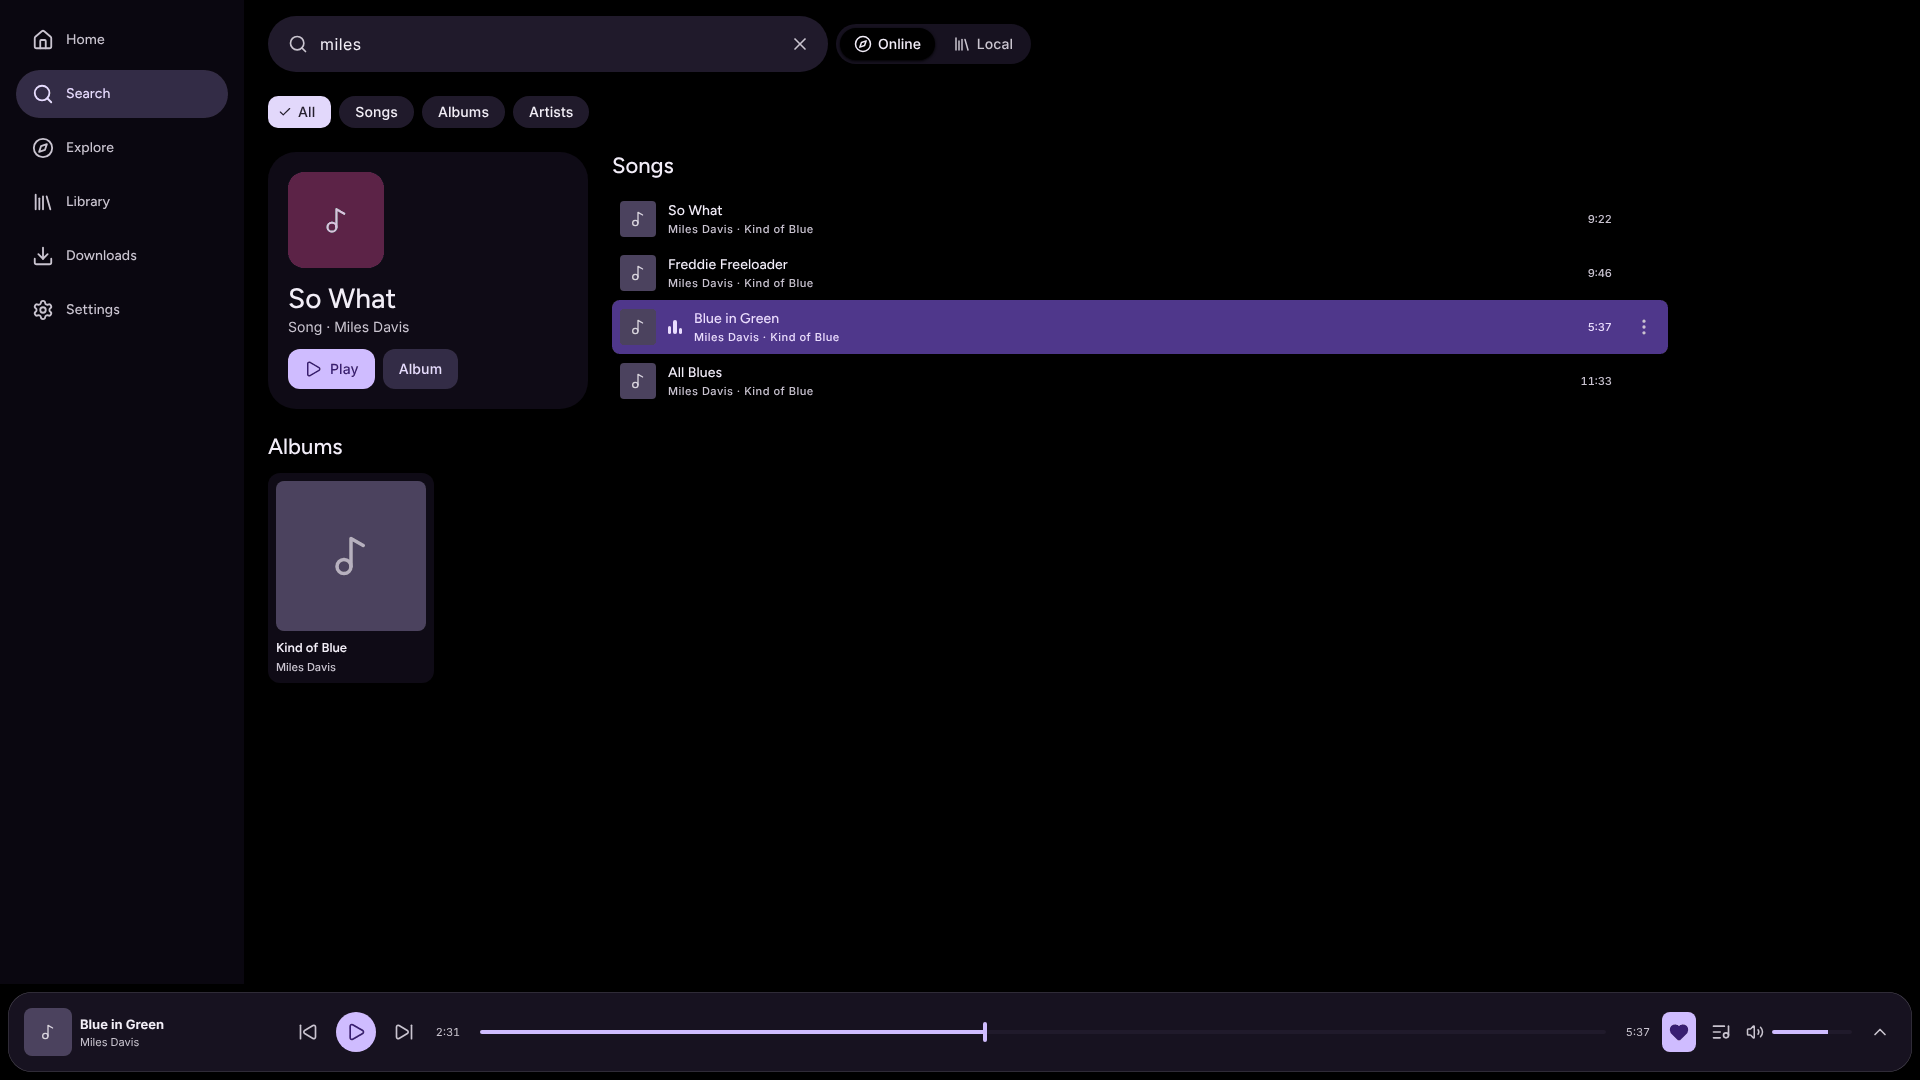 Home
Search
Explore
Library
Downloads
Settings
miles
Online
Local
All
Songs
Albums
Artists
So What
Song · Miles Davis
Play
Album
Songs
So What
Miles Davis · Kind of Blue
9:22
Freddie Freeloader
Miles Davis · Kind of Blue
9:46
Blue in Green
Miles Davis · Kind of Blue
5:37
All Blues
Miles Davis · Kind of Blue
11:33
Albums
Kind of Blue
Miles Davis
Blue in Green
Miles Davis
2:31
5:37